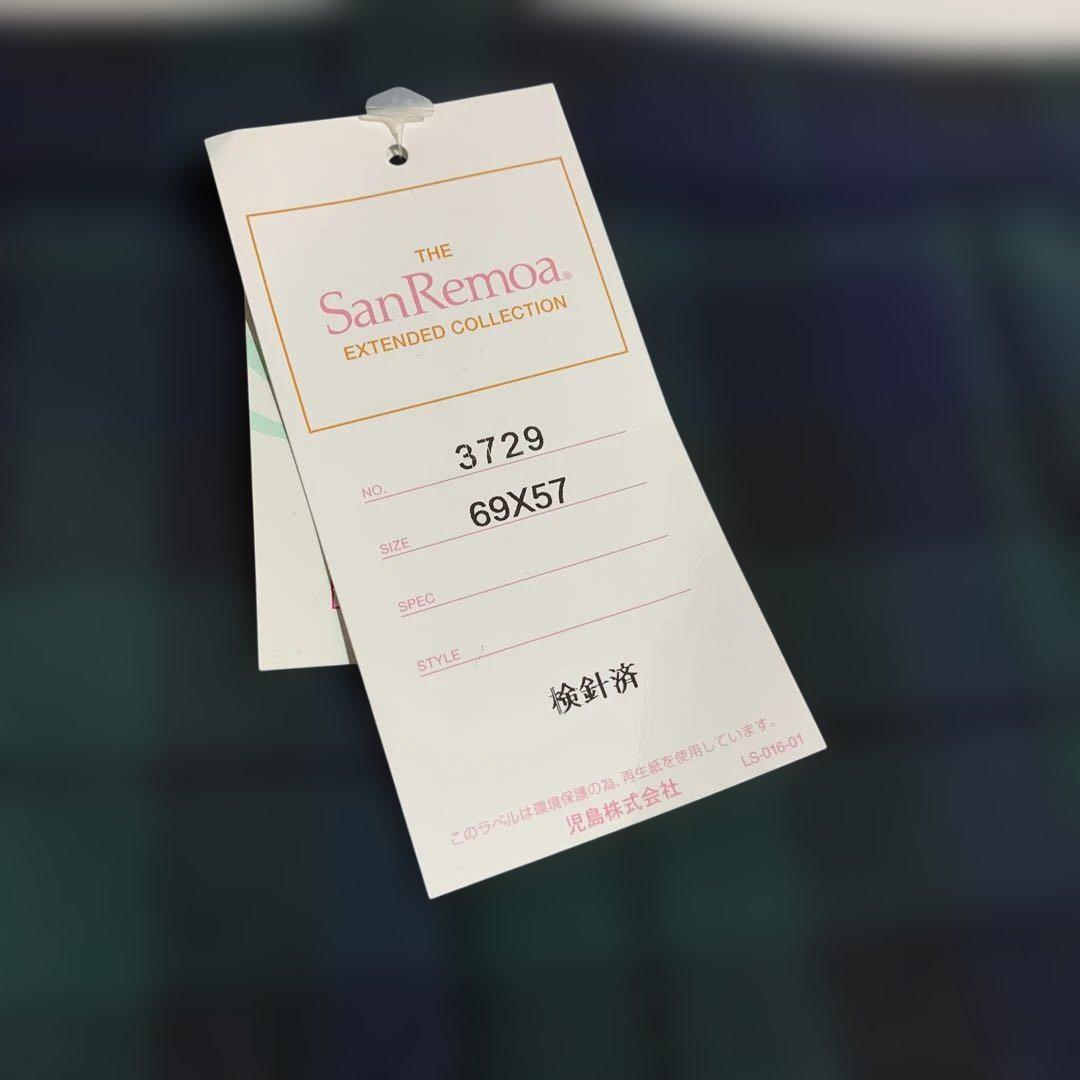 THE
SanRemoa®
EXTENDED COLLECTION
NO. 3729
SIZE 69X57
SPEC
STYLE
検針済
このラベルは環境保護の為、再生紙を使用しています。
LS-016-01
児島株式会社